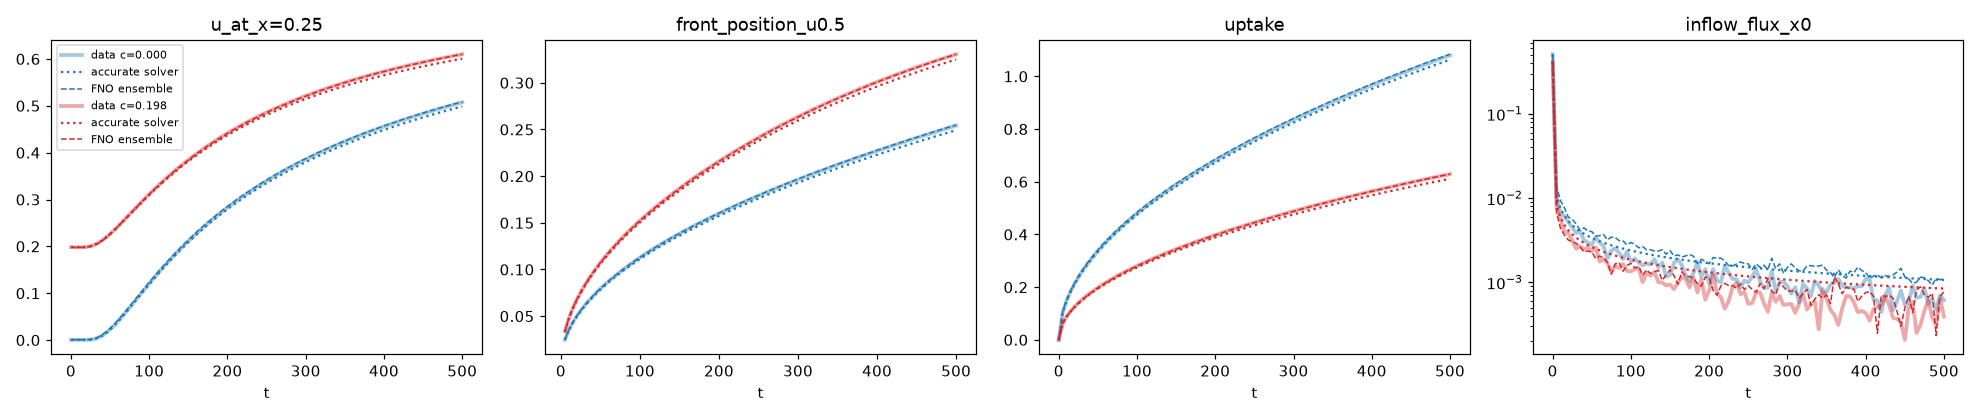 u_at_x=0.25
0.6
0.5
0.4
0.3
0.2
0.1
0.0
data c=0.000
accurate solver
FNO ensemble
data c=0.198
accurate solver
FNO ensemble
0 100 200 300 400 500
t
front_position_u0.5
0.30
0.25
0.20
0.15
0.10
0.05
0 100 200 300 400 500
t
uptake
1.0
0.8
0.6
0.4
0.2
0.0
0 100 200 300 400 500
t
inflow_flux_x0
10⁻¹
10⁻²
10⁻³
0 100 200 300 400 500
t